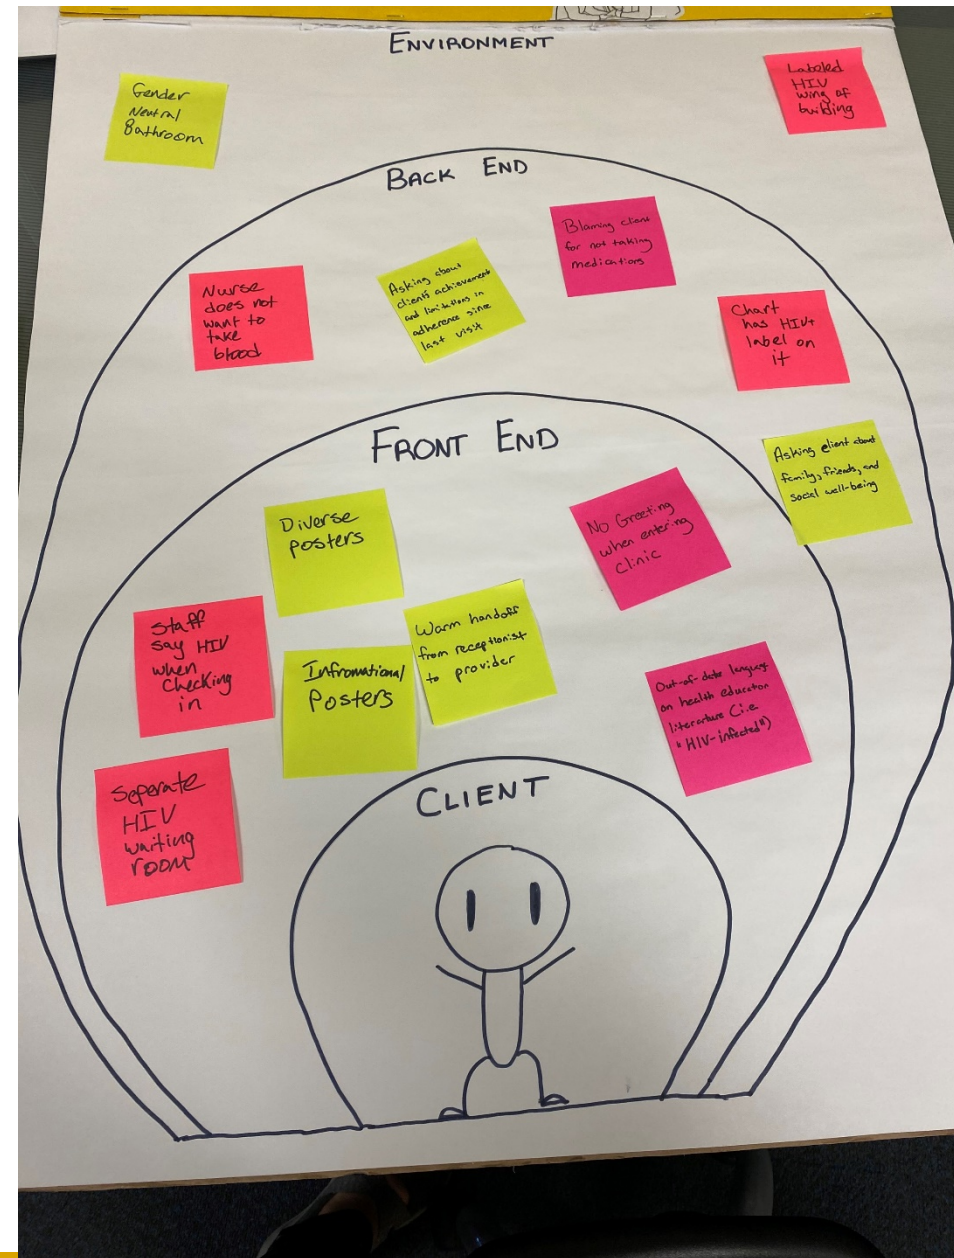 ENVIRONMENT
Gender
Neutral
Bathroom
Labeled
HIV
wing of
building
BACK END
Nurse
does not
want to
take
blood
Asking about
clients achievement
and limitations in
adherence since
last visit
Blaming client
for not taking
medications
Chart
has HIV+
label on
it
Asking client about
family, friends, and
social well-being
FRONT END
Diverse
posters
No Greeting
when entering
clinic
Staff
say HIV
when
checking
in
Infromational
Posters
Warm handoff
from receptionist
to provider
Out-of-date
on health
literature (i.e
"HIV-infected")
Seperate
HIV
waiting
room
CLIENT